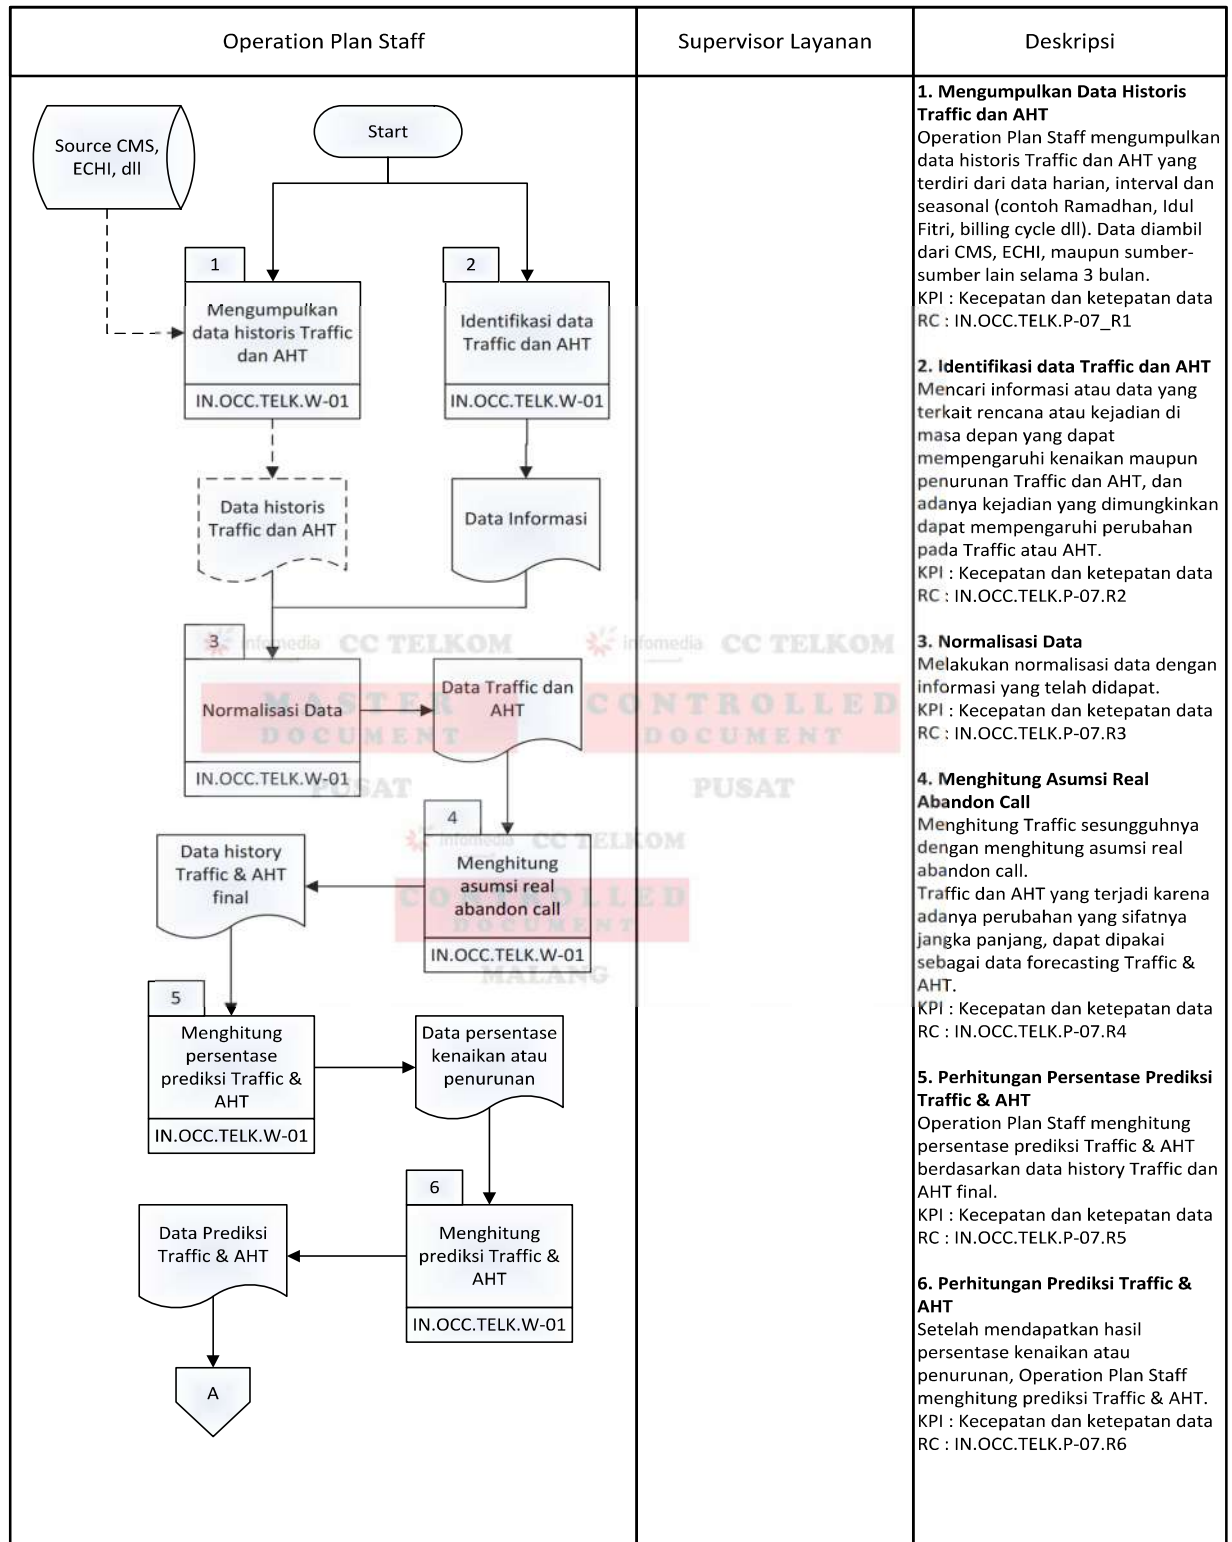 Operation Plan Staff
Supervisor Layanan
Deskripsi
Source CMS,
ECHI, dll
Start
1
Mengumpulkan
data historis Traffic
dan AHT
IN.OCC.TELK.W-01
2
Identifikasi data
Traffic dan AHT
IN.OCC.TELK.W-01
Data historis
Traffic dan AHT
Data Informasi
3
Normalisasi Data
IN.OCC.TELK.W-01
Data Traffic dan
AHT
4
Menghitung
asumsi real
abandon call
IN.OCC.TELK.W-01
Data history
Traffic & AHT
final
5
Menghitung
persentase
prediksi Traffic &
AHT
IN.OCC.TELK.W-01
Data persentase
kenaikan atau
penurunan
6
Menghitung
prediksi Traffic &
AHT
IN.OCC.TELK.W-01
Data Prediksi
Traffic & AHT
A
infomedia CC TELKOM
MASTER
DOCUMENT
PUSAT
infomedia CC TELKOM
CONTROLLED
DOCUMENT
PUSAT
infomedia CC TELKOM
CONTROLLED
DOCUMENT
MALANG
1. Mengumpulkan Data Historis
Traffic dan AHT
Operation Plan Staff mengumpulkan
data historis Traffic dan AHT yang
terdiri dari data harian, interval dan
seasonal (contoh Ramadhan, Idul
Fitri, billing cycle dll). Data diambil
dari CMS, ECHI, maupun sumber-
sumber lain selama 3 bulan.
KPI : Kecepatan dan ketepatan data
RC : IN.OCC.TELK.P-07_R1
2. Identifikasi data Traffic dan AHT
Mencari informasi atau data yang
terkait rencana atau kejadian di
masa depan yang dapat
mempengaruhi kenaikan maupun
penurunan Traffic dan AHT, dan
adanya kejadian yang dimungkinkan
dapat mempengaruhi perubahan
pada Traffic atau AHT.
KPI : Kecepatan dan ketepatan data
RC : IN.OCC.TELK.P-07.R2
3. Normalisasi Data
Melakukan normalisasi data dengan
informasi yang telah didapat.
KPI : Kecepatan dan ketepatan data
RC : IN.OCC.TELK.P-07.R3
4. Menghitung Asumsi Real
Abandon Call
Menghitung Traffic sesungguhnya
dengan menghitung asumsi real
abandon call.
Traffic dan AHT yang terjadi karena
adanya perubahan yang sifatnya
jangka panjang, dapat dipakai
sebagai data forecasting Traffic &
AHT.
KPI : Kecepatan dan ketepatan data
RC : IN.OCC.TELK.P-07.R4
5. Perhitungan Persentase Prediksi
Traffic & AHT
Operation Plan Staff menghitung
persentase prediksi Traffic & AHT
berdasarkan data history Traffic dan
AHT final.
KPI : Kecepatan dan ketepatan data
RC : IN.OCC.TELK.P-07.R5
6. Perhitungan Prediksi Traffic &
AHT
Setelah mendapatkan hasil
persentase kenaikan atau
penurunan, Operation Plan Staff
menghitung prediksi Traffic & AHT.
KPI : Kecepatan dan ketepatan data
RC : IN.OCC.TELK.P-07.R6